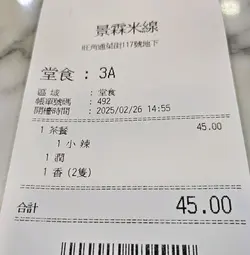 景霖米線
旺角通菜街117號地下
堂食 : 3A
區域 : 堂食
帳單號碼 : 492
開檯時間 : 2025/02/26 14:55
1 茶餐 45.00
1 小辣
1 潤
1 香(2隻)
合計 45.00